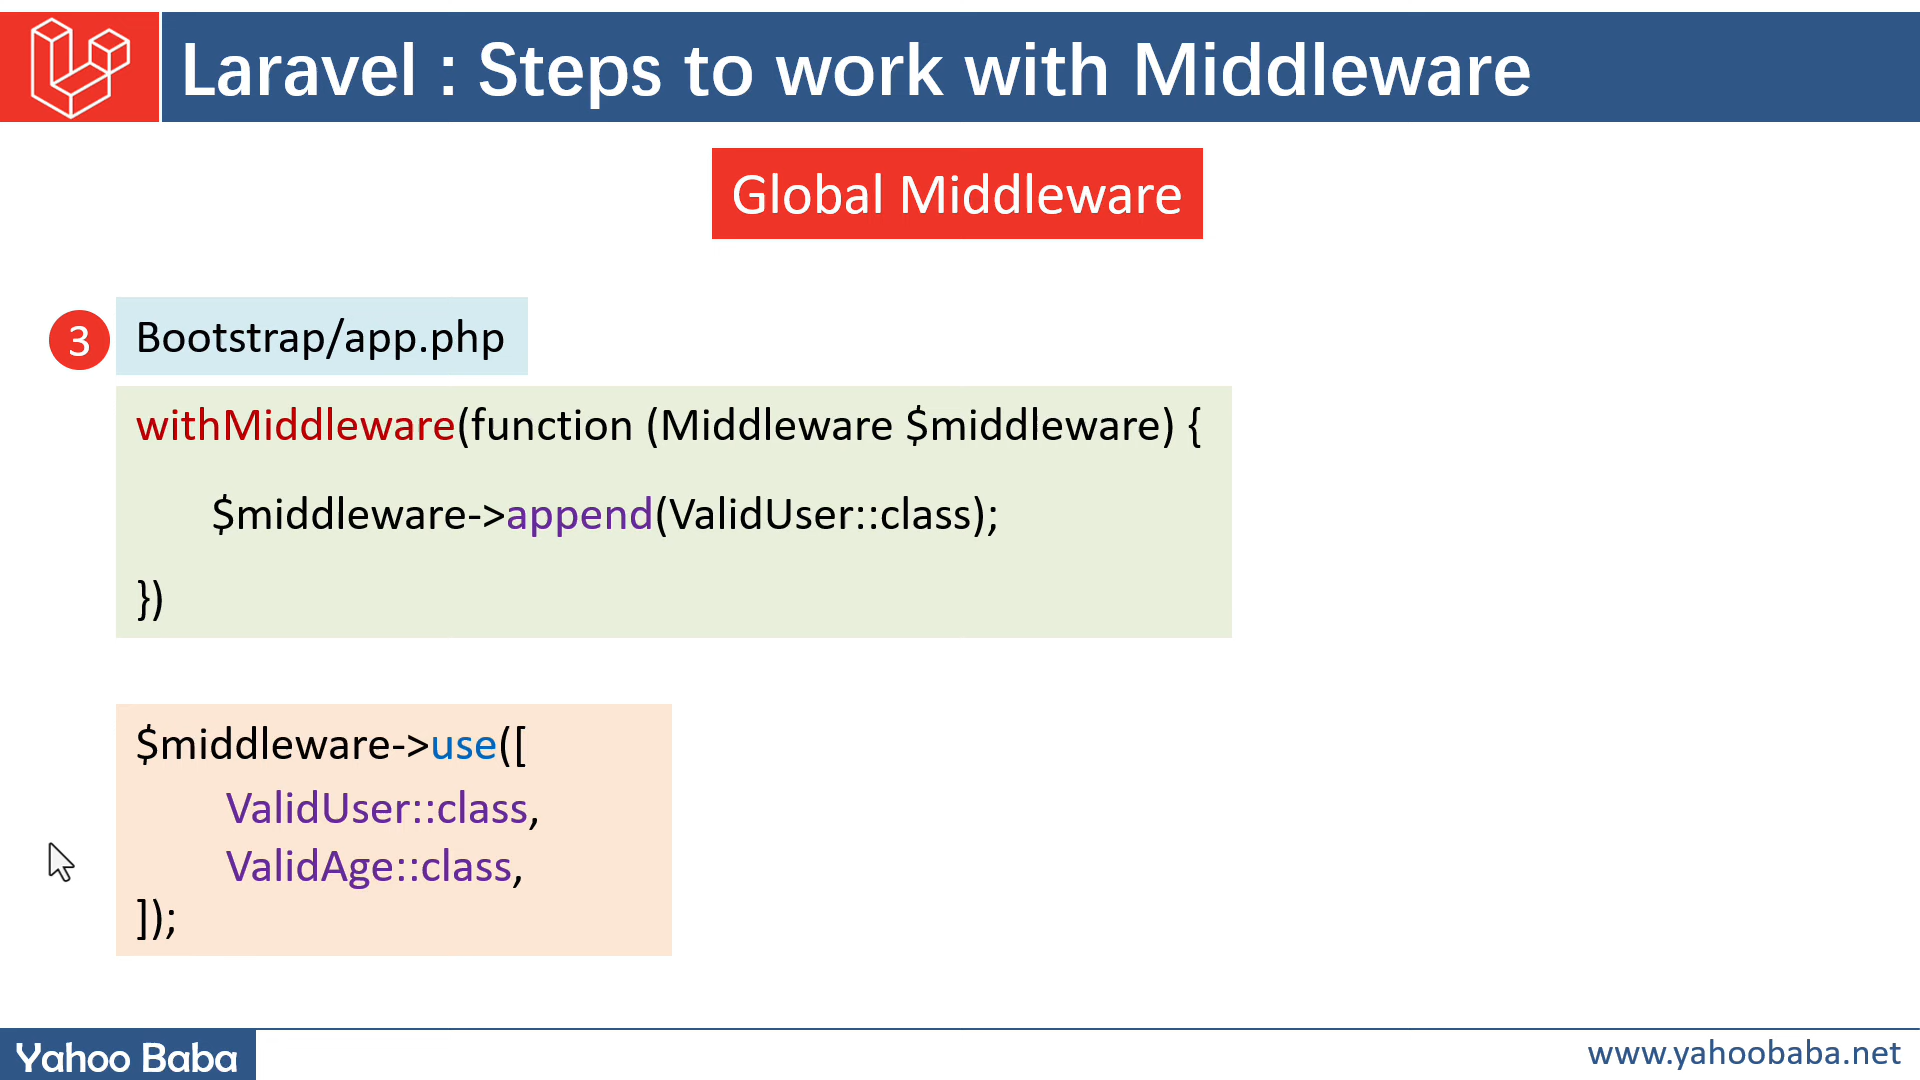 Laravel : Steps to work with Middleware
Global Middleware
3
Bootstrap/app.php
withMiddleware(function (Middleware $middleware) {
$middleware->append(ValidUser::class);
})
$middleware->use([
ValidUser::class,
ValidAge::class,
]);
Yahoo Baba
www.yahoobaba.net